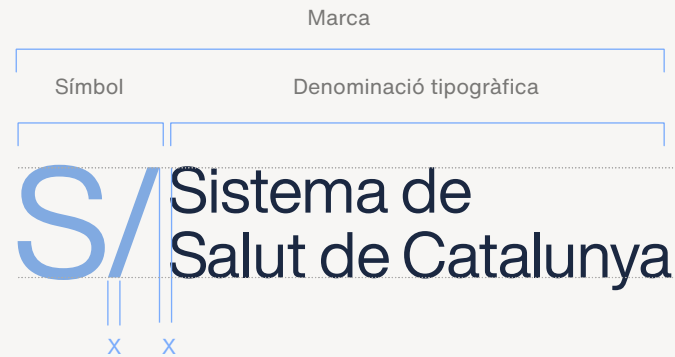 Marca
Símbol Denominació tipogràfica
S/ Sistema de
Salut de Catalunya
X X